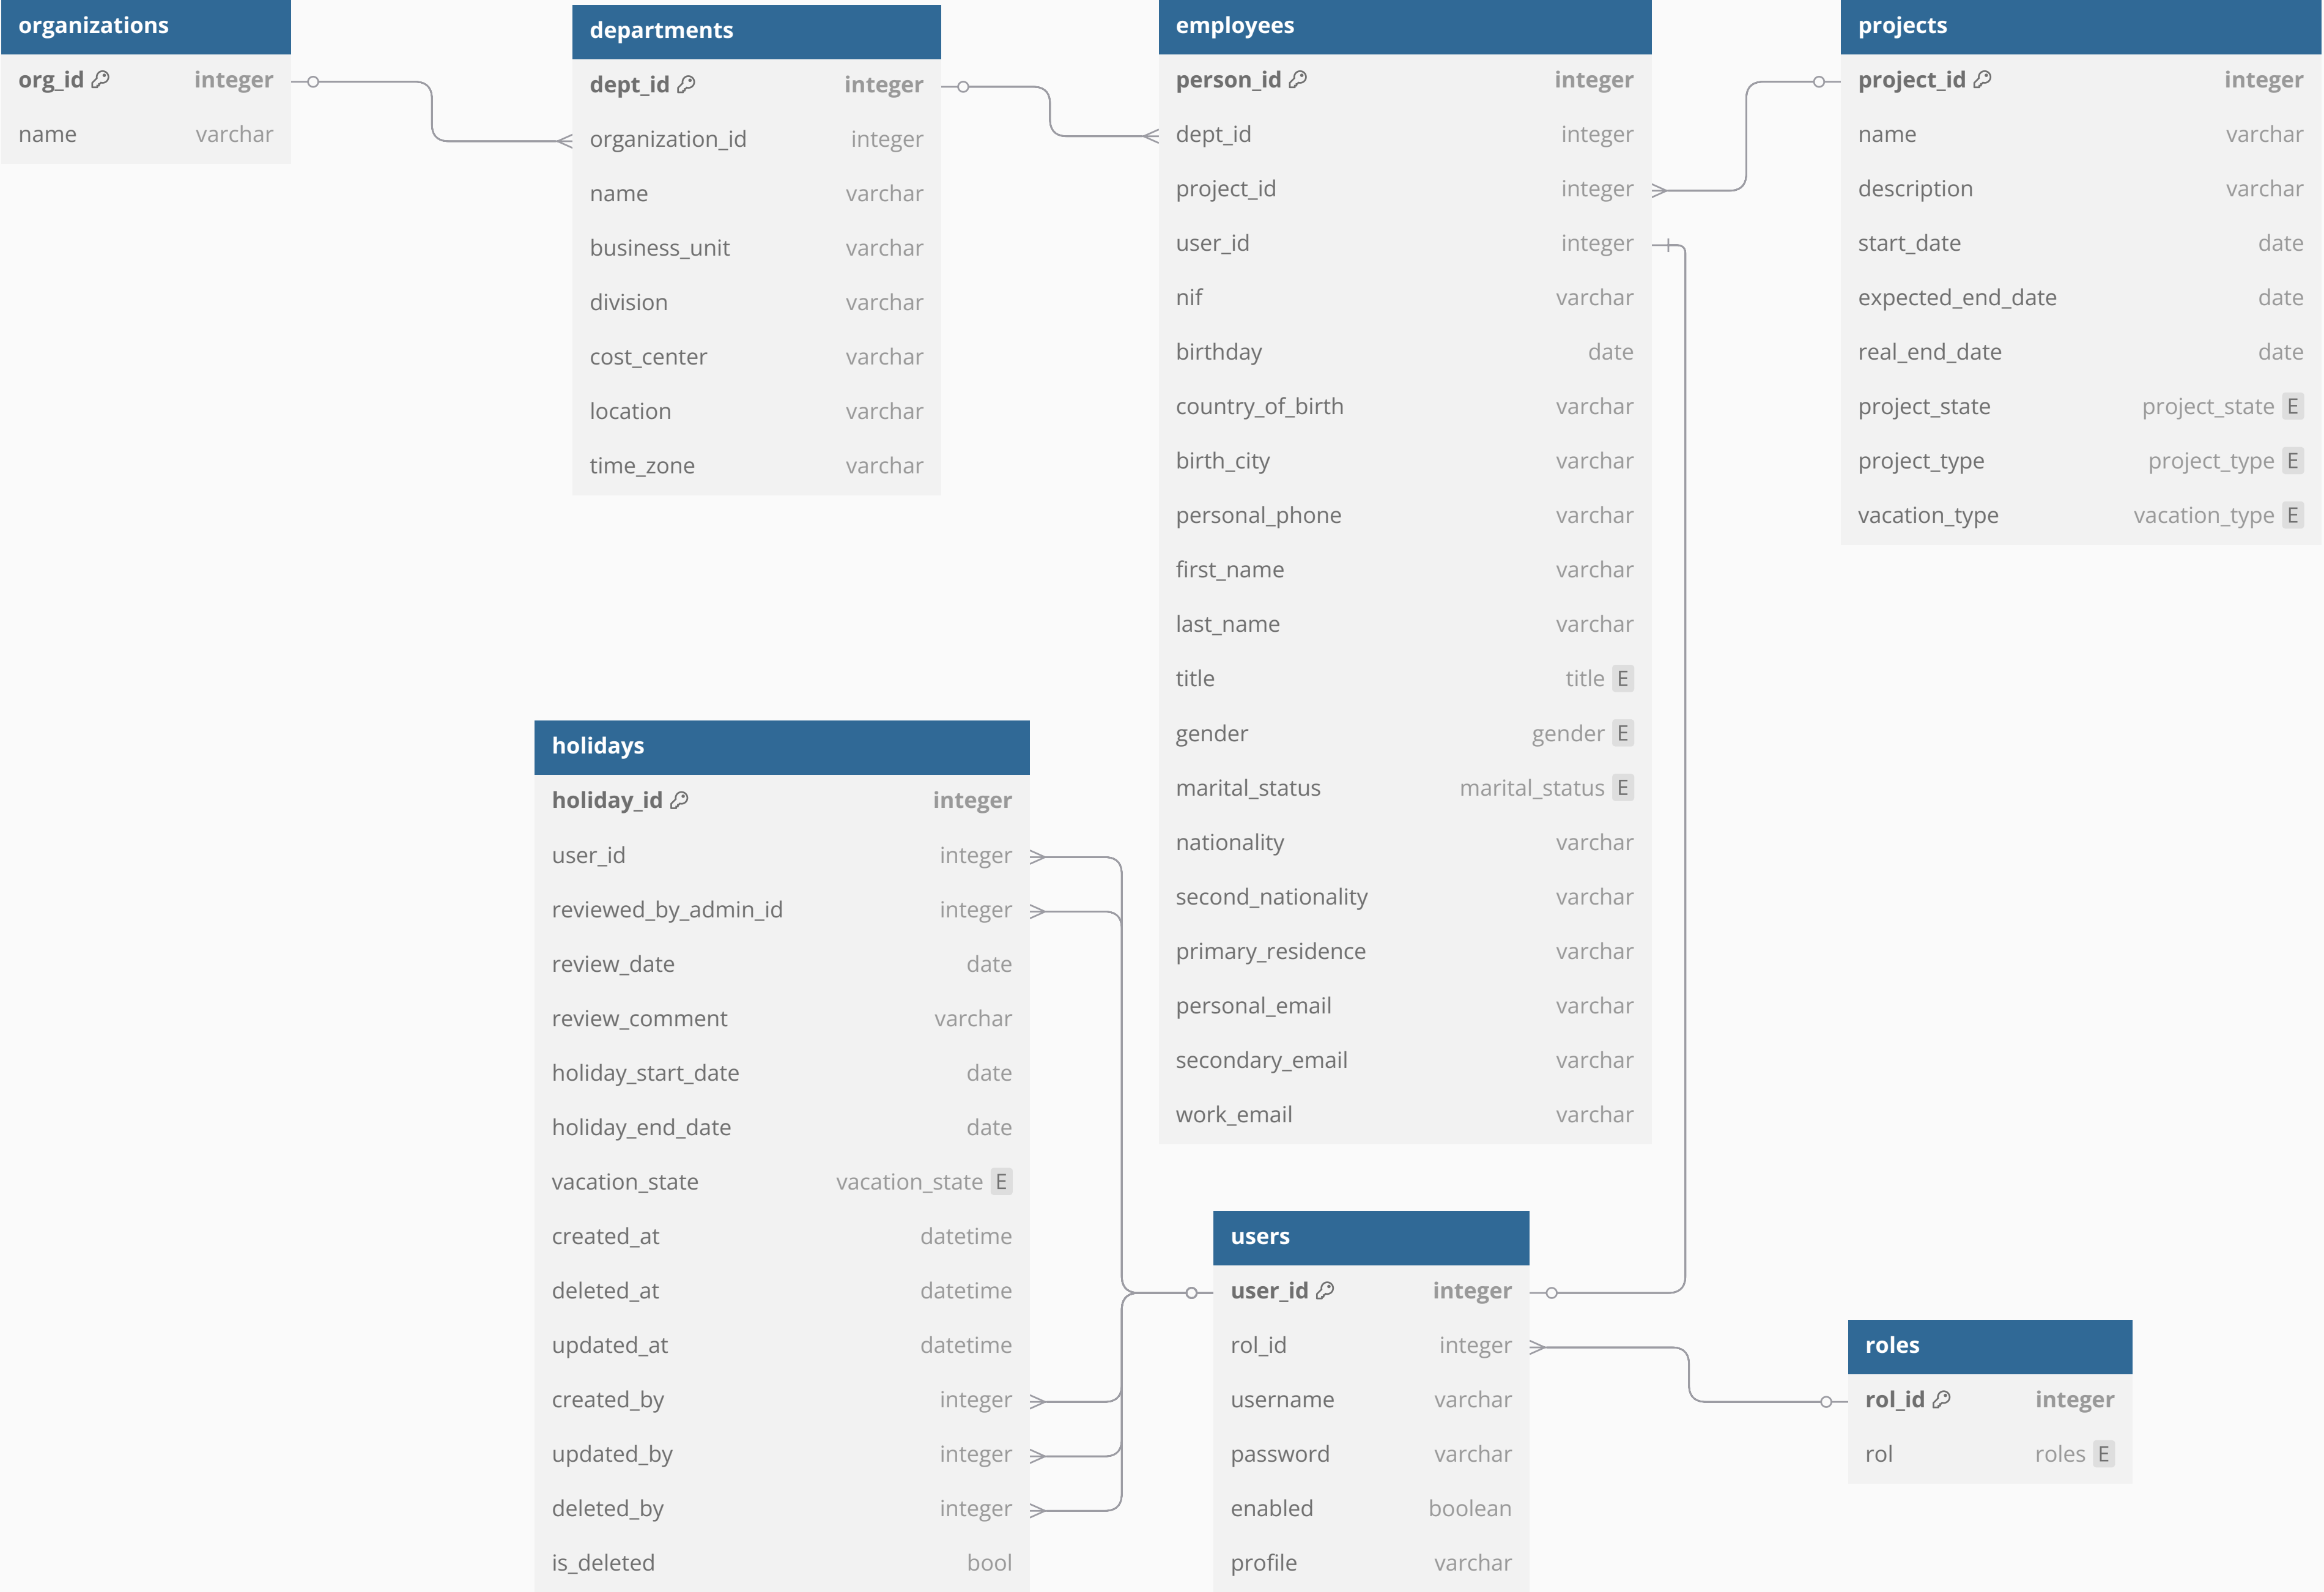 organizations
org_id integer
name varchar
departments
dept_id integer
organization_id integer
name varchar
business_unit varchar
division varchar
cost_center varchar
location varchar
time_zone varchar
employees
person_id integer
dept_id integer
project_id integer
user_id integer
nif varchar
birthday date
country_of_birth varchar
birth_city varchar
personal_phone varchar
first_name varchar
last_name varchar
title title E
gender gender E
marital_status marital_status E
nationality varchar
second_nationality varchar
primary_residence varchar
personal_email varchar
secondary_email varchar
work_email varchar
projects
project_id integer
name varchar
description varchar
start_date date
expected_end_date date
real_end_date date
project_state project_state E
project_type project_type E
vacation_type vacation_type E
holidays
holiday_id integer
user_id integer
reviewed_by_admin_id integer
review_date date
review_comment varchar
holiday_start_date date
holiday_end_date date
vacation_state vacation_state E
created_at datetime
deleted_at datetime
updated_at datetime
created_by integer
updated_by integer
deleted_by integer
is_deleted bool
users
user_id integer
rol_id integer
username varchar
password varchar
enabled boolean
profile varchar
roles
rol_id integer
rol roles E